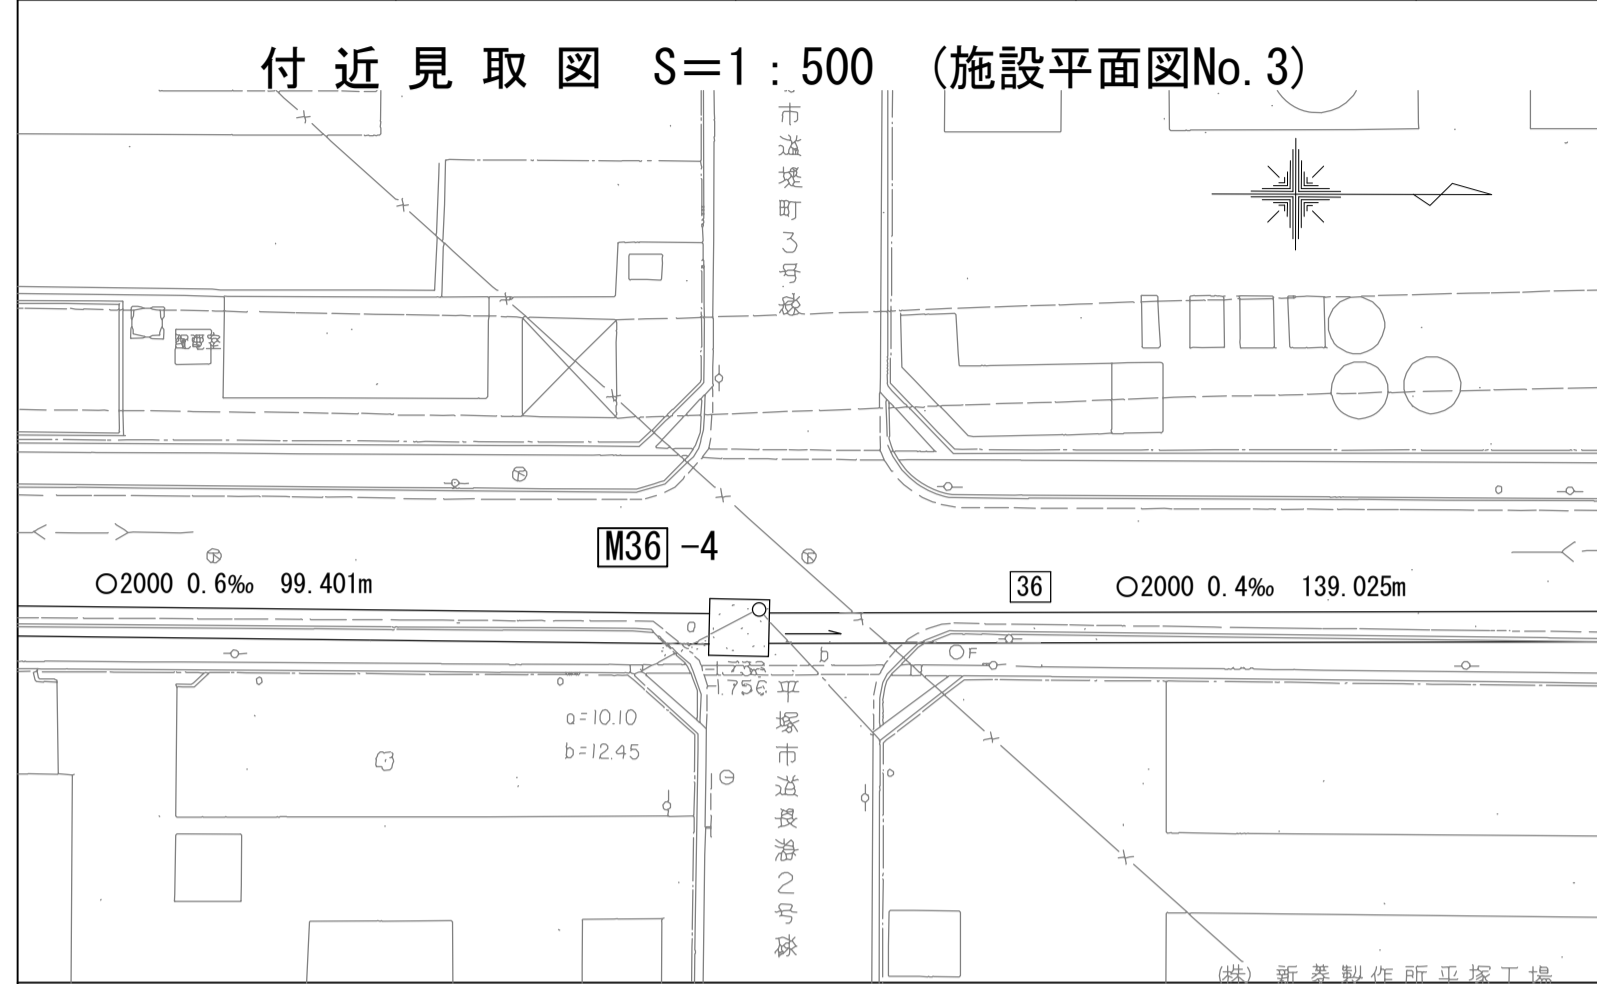 付近見取図 S=1:500 (施設平面図No.3)
市道堤町3号線
配電室
M36 -4
○2000 0.6‰ 99.401m
36 ○2000 0.4‰ 139.025m
a
b
F
-1.756
a=10.10
b=12.45
平塚市道長瀞2号線
(株) 新菱製作所平塚工場